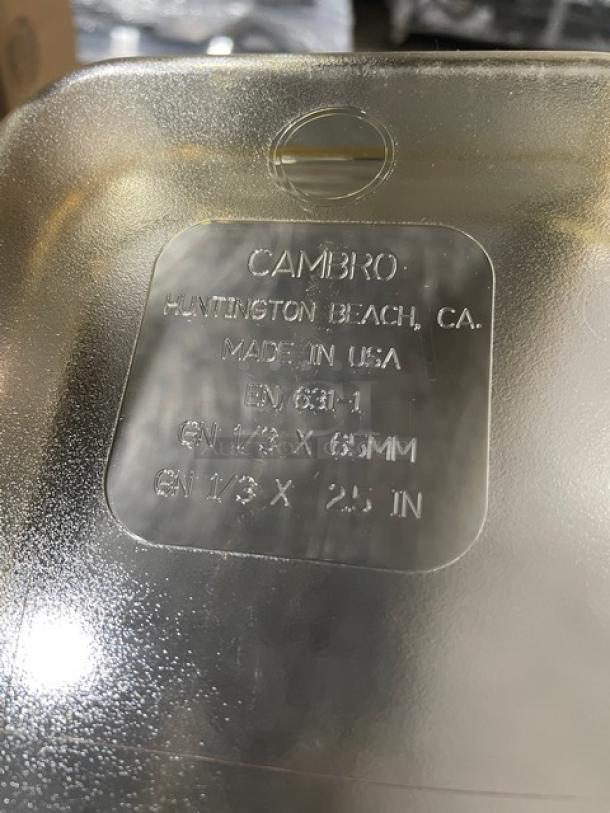 CAMBRO
HUNTINGTON BEACH, CA.
MADE IN USA
EN 631-1
GN 1/3 X 65MM
GN 1/3 X 2.5 IN